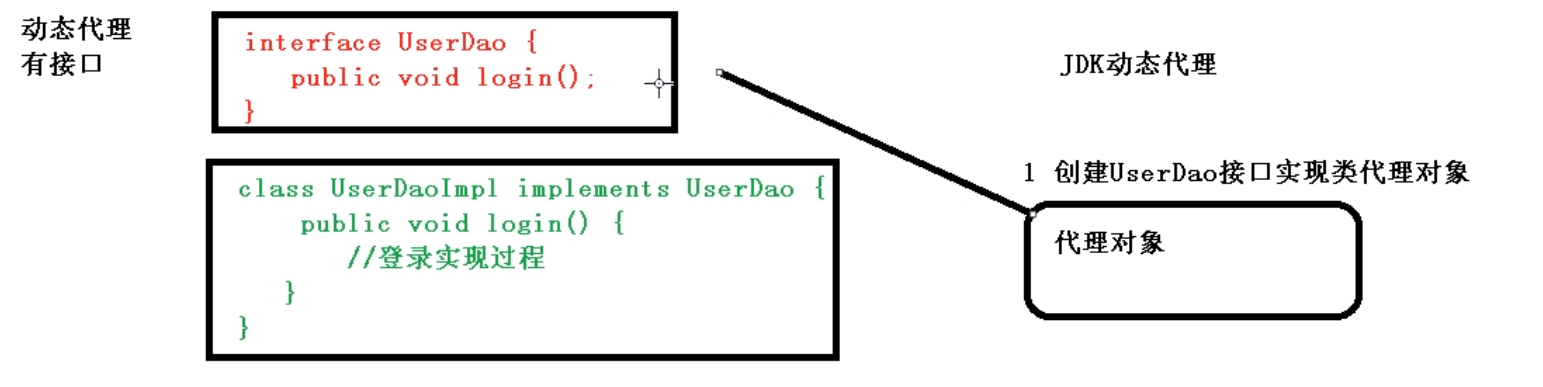 动态代理
有接口
interface UserDao {
public void login();
}
class UserDaoImpl implements UserDao {
public void login() {
//登录实现过程
}
}
JDK动态代理
1 创建UserDao接口实现类代理对象
代理对象